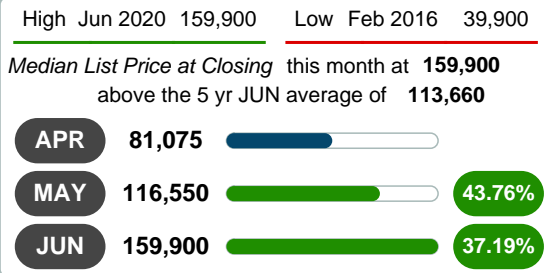 High Jun 2020 159,900 Low Feb 2016 39,900
Median List Price at Closing this month at 159,900
above the 5 yr JUN average of 113,660
APR 81,075
MAY 116,550 43.76%
JUN 159,900 37.19%